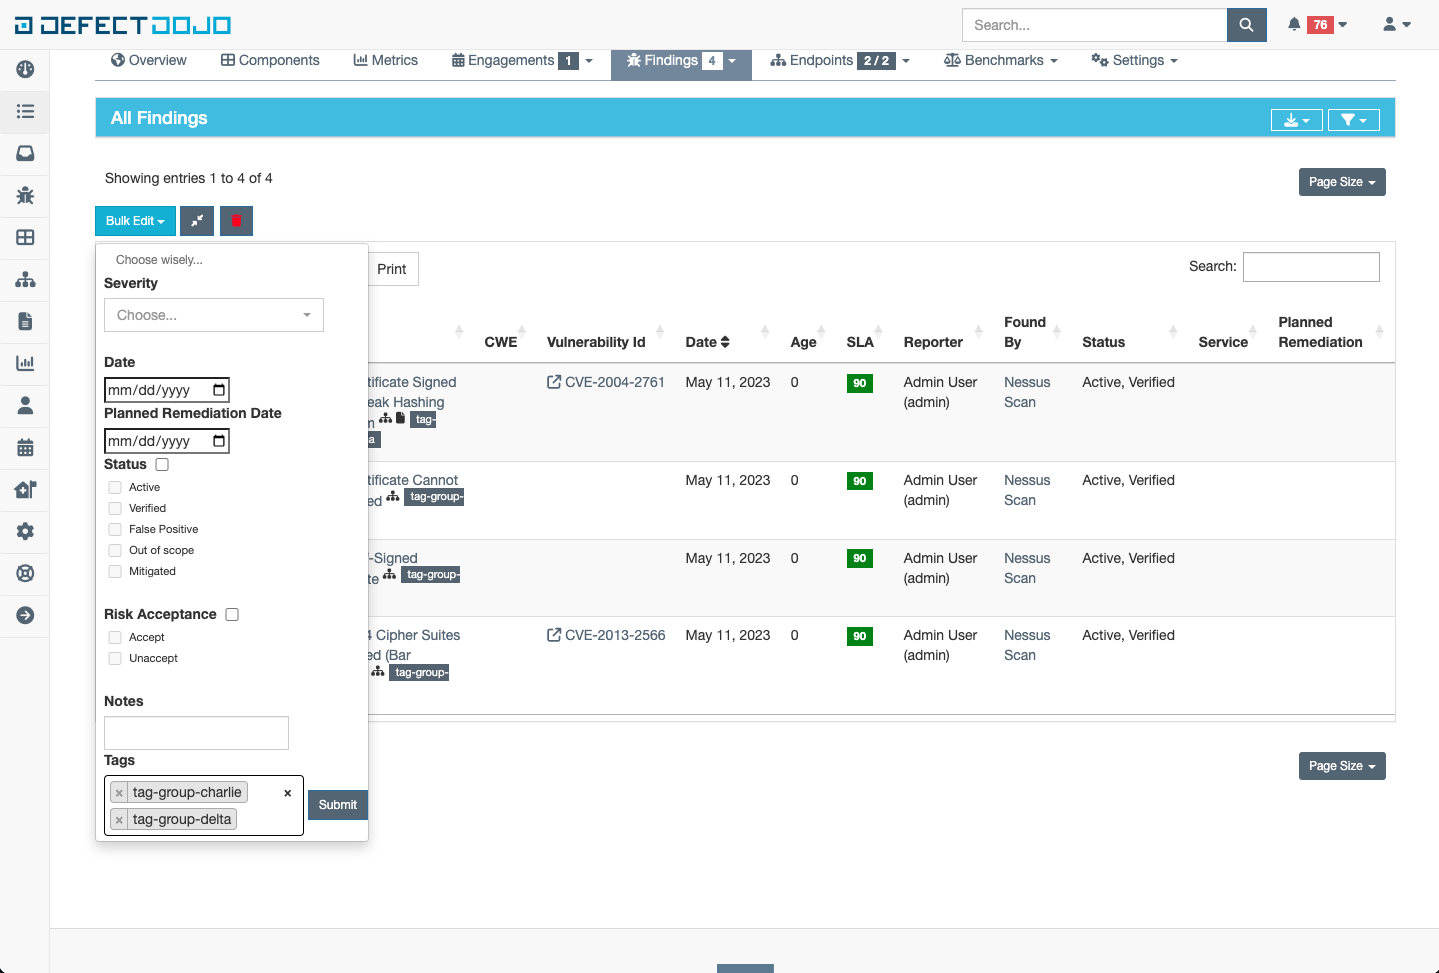 DEFECTDOJO
Search...
76
Overview
Components
Metrics
Engagements 1
Findings 4
Endpoints 2 / 2
Benchmarks
Settings
All Findings
Showing entries 1 to 4 of 4
Page Size
Bulk Edit
Choose wisely...
Severity
Choose...
Date
mm/dd/yyyy
Planned Remediation Date
mm/dd/yyyy
Status
Active
Verified
False Positive
Out of scope
Mitigated
Risk Acceptance
Accept
Unaccept
Notes
Tags
× tag-group-charlie ×
× tag-group-delta
Submit
Print
Search:
CWE
Vulnerability Id
Date
Age
SLA
Reporter
Found
By
Status
Service
Planned
Remediation
tificate Signed
eak Hashing
m tag-
a
CVE-2004-2761
May 11, 2023
0
90
Admin User
(admin)
Nessus
Scan
Active, Verified
tificate Cannot
ed tag-group-
May 11, 2023
0
90
Admin User
(admin)
Nessus
Scan
Active, Verified
f-Signed
te tag-group-
May 11, 2023
0
90
Admin User
(admin)
Nessus
Scan
Active, Verified
4 Cipher Suites
ed (Bar
tag-group-
CVE-2013-2566
May 11, 2023
0
90
Admin User
(admin)
Nessus
Scan
Active, Verified
Page Size